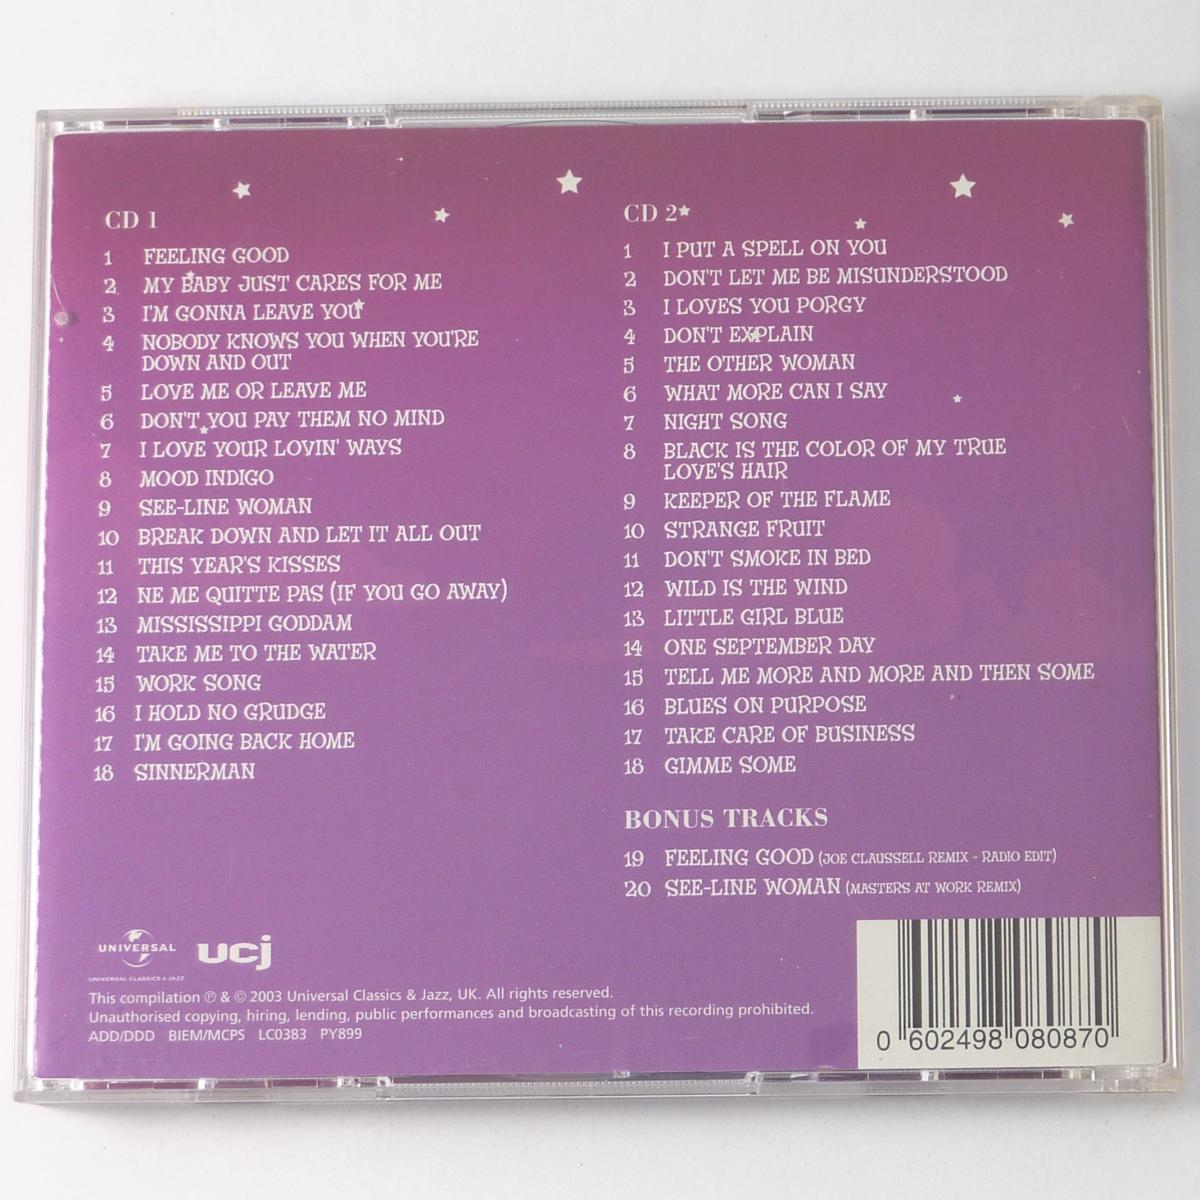 CD 1
1 FEELING GOOD
2 MY BABY JUST CARES FOR ME
3 I'M GONNA LEAVE YOU
4 NOBODY KNOWS YOU WHEN YOU'RE
DOWN AND OUT
5 LOVE ME OR LEAVE ME
6 DON'T YOU PAY THEM NO MIND
7 I LOVE YOUR LOVIN' WAYS
8 MOOD INDIGO
9 SEE-LINE WOMAN
10 BREAK DOWN AND LET IT ALL OUT
11 THIS YEAR'S KISSES
12 NE ME QUITTE PAS (IF YOU GO AWAY)
13 MISSISSIPPI GODDAM
14 TAKE ME TO THE WATER
15 WORK SONG
16 I HOLD NO GRUDGE
17 I'M GOING BACK HOME
18 SINNERMAN
CD 2
1 I PUT A SPELL ON YOU
2 DON'T LET ME BE MISUNDERSTOOD
3 I LOVES YOU PORGY
4 DON'T EXPLAIN
5 THE OTHER WOMAN
6 WHAT MORE CAN I SAY
7 NIGHT SONG
8 BLACK IS THE COLOR OF MY TRUE
LOVE'S HAIR
9 KEEPER OF THE FLAME
10 STRANGE FRUIT
11 DON'T SMOKE IN BED
12 WILD IS THE WIND
13 LITTLE GIRL BLUE
14 ONE SEPTEMBER DAY
15 TELL ME MORE AND MORE AND THEN SOME
16 BLUES ON PURPOSE
17 TAKE CARE OF BUSINESS
18 GIMME SOME
BONUS TRACKS
19 FEELING GOOD (JOE CLAUSSELL REMIX - RADIO EDIT)
20 SEE-LINE WOMAN (MASTERS AT WORK REMIX)
UNIVERSAL ucj
UNIVERSAL CLASSICS & JAZZ
This compilation ℗ & © 2003 Universal Classics & Jazz, UK. All rights reserved.
Unauthorised copying, hiring, lending, public performances and broadcasting of this recording prohibited.
ADD/DDD BIEM/MCPS LC0383 PY899
0 602498 080870